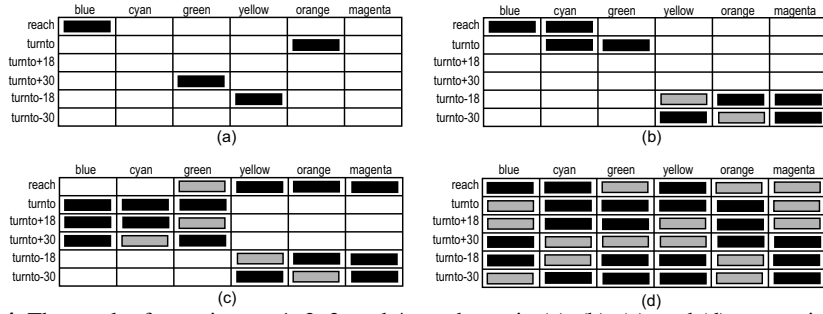 blue cyan green yellow orange magenta
reach
turnto
turnto+18
turnto+30
turnto-18
turnto-30
(a)
blue cyan green yellow orange magenta
reach
turnto
turnto+18
turnto+30
turnto-18
turnto-30
(b)
blue cyan green yellow orange magenta
reach
turnto
turnto+18
turnto+30
turnto-18
turnto-30
(c)
blue cyan green yellow orange magenta
reach
turnto
turnto+18
turnto+30
turnto-18
turnto-30
(d)